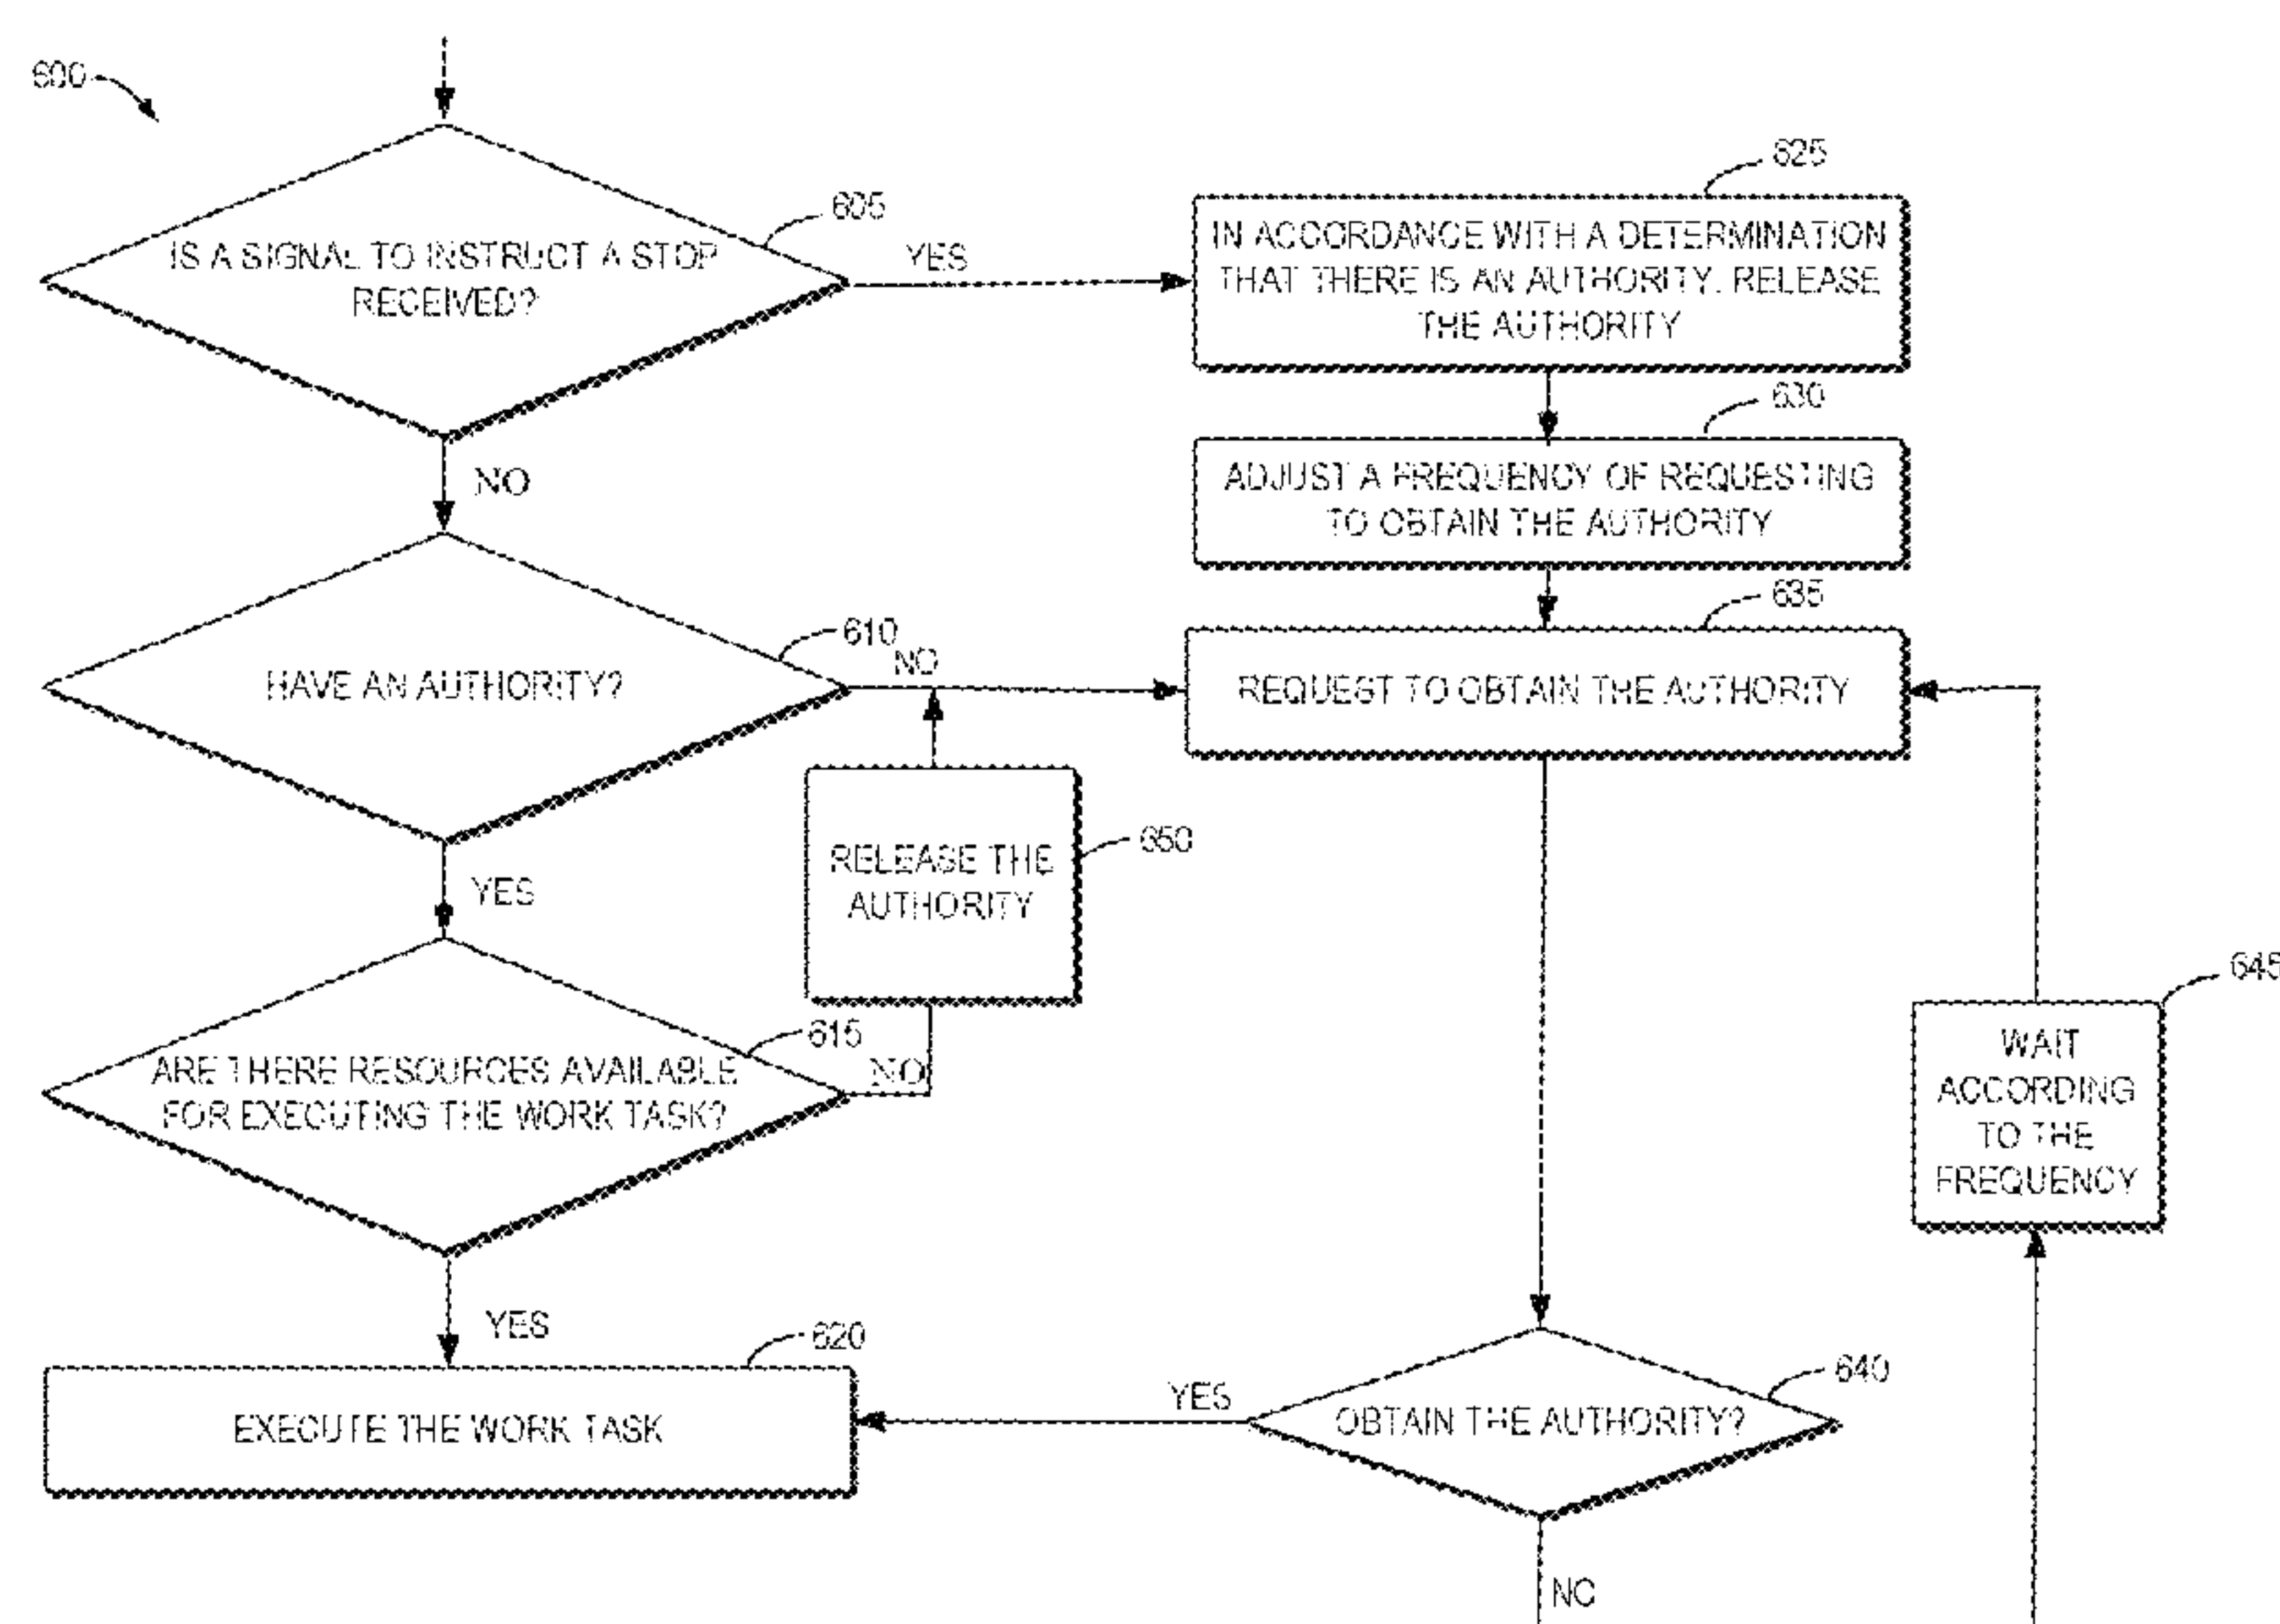 600
605
IS A SIGNAL TO INSTRUCT A STOP
RECEIVED?
YES
625
IN ACCORDANCE WITH A DETERMINATION
THAT THERE IS AN AUTHORITY, RELEASE
THE AUTHORITY
630
ADJUST A FREQUENCY OF REQUESTING
TO OBTAIN THE AUTHORITY
NO
610
HAVE AN AUTHORITY?
NO
635
REQUEST TO OBTAIN THE AUTHORITY
YES
650
RELEASE THE
AUTHORITY
615
ARE THERE RESOURCES AVAILABLE
FOR EXECUTING THE WORK TASK?
NO
645
WAIT
ACCORDING
TO THE
FREQUENCY
YES
620
EXECUTE THE WORK TASK
YES
640
OBTAIN THE AUTHORITY?
NO